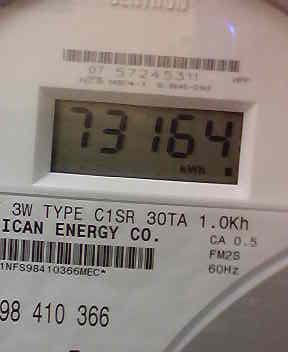 CENTRON
07 57245311
73164
KWH
3W TYPE C1SR 30TA 1.0Kh
ICAN ENERGY CO.
CA 0.5
FM2S
1NFS98410366MEC*
60Hz
98 410 366